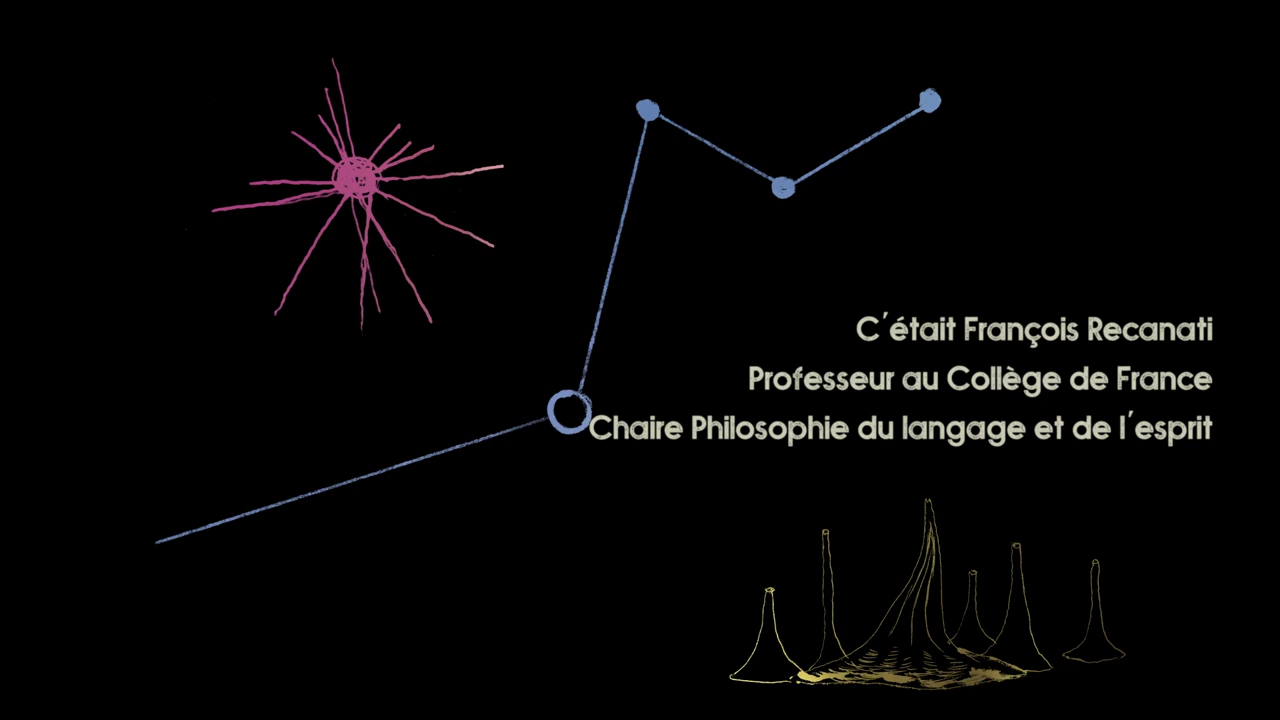 C'était François Recanati
Professeur au Collège de France
Chaire Philosophie du langage et de l'esprit